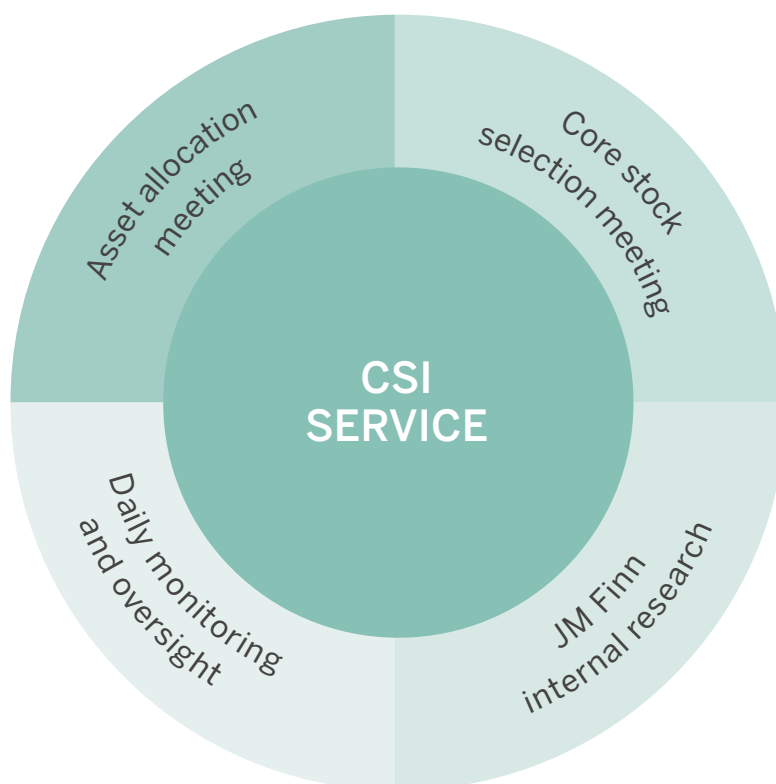 Asset allocation
meeting
Core stock
selection meeting
CSI
SERVICE
Daily monitoring
and oversight
JM Finn
internal research